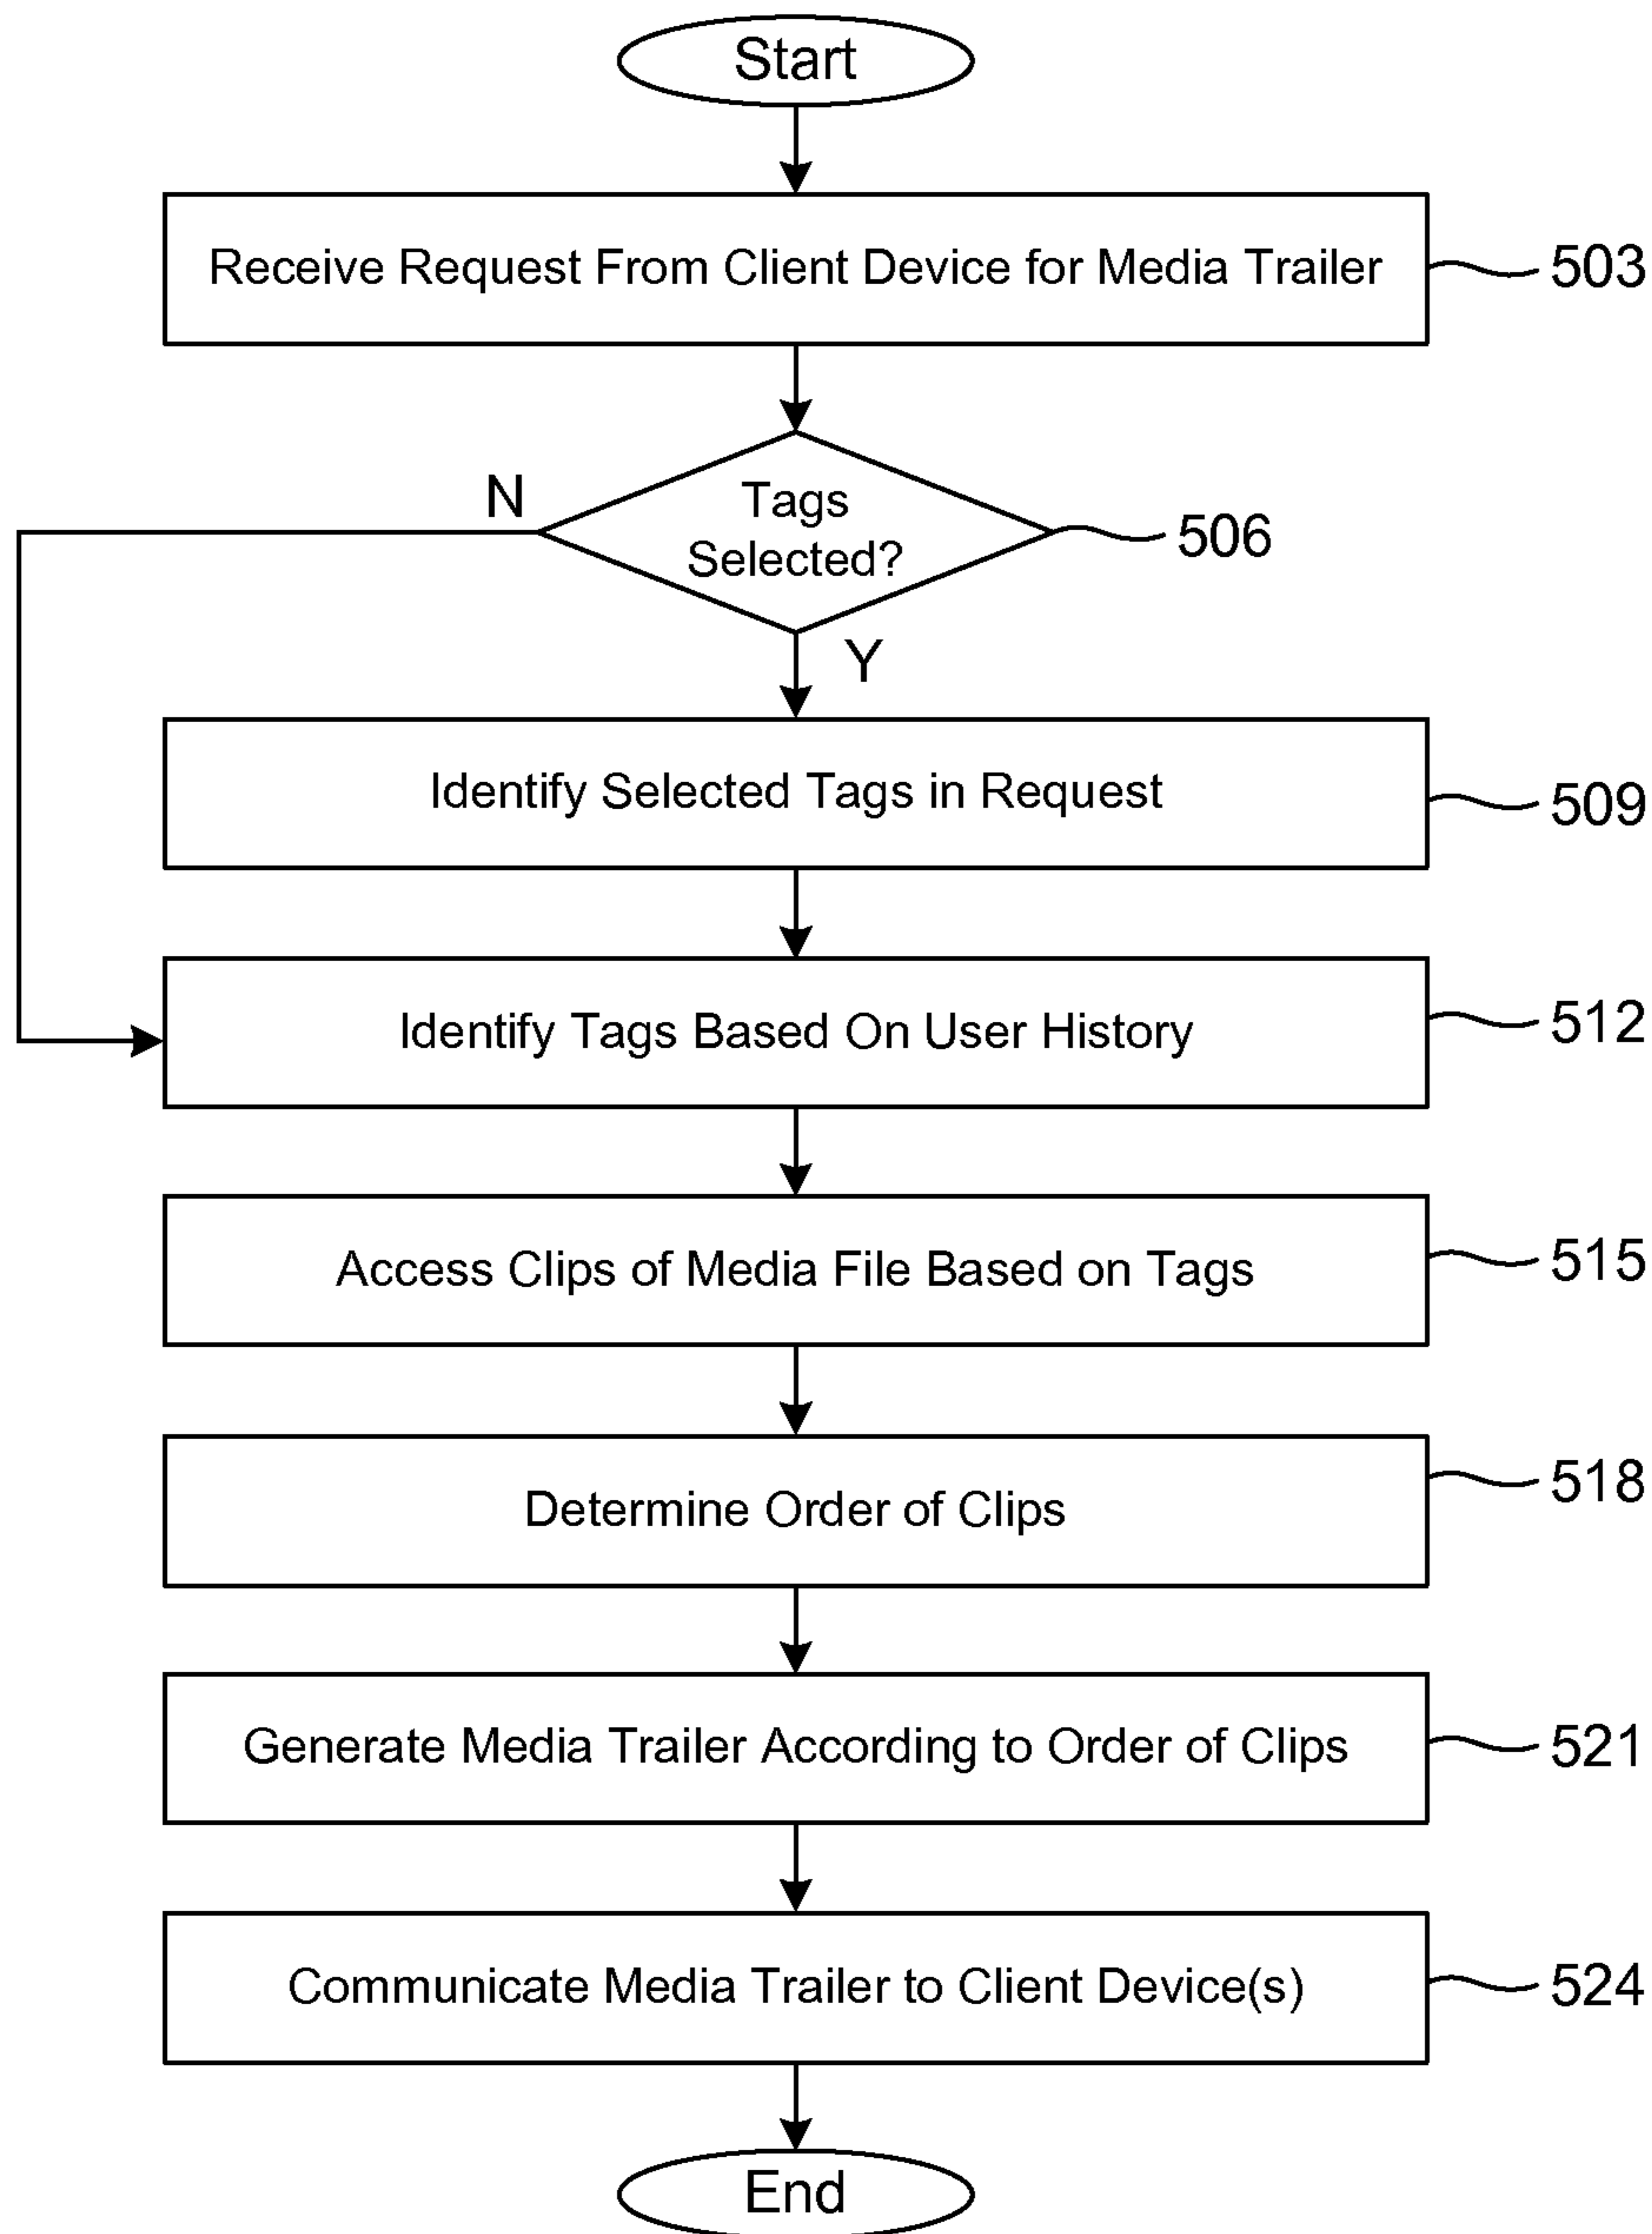 Start
Receive Request From Client Device for Media Trailer
503
N
Tags
Selected?
506
Y
Identify Selected Tags in Request
509
Identify Tags Based On User History
512
Access Clips of Media File Based on Tags
515
Determine Order of Clips
518
Generate Media Trailer According to Order of Clips
521
Communicate Media Trailer to Client Device(s)
524
End